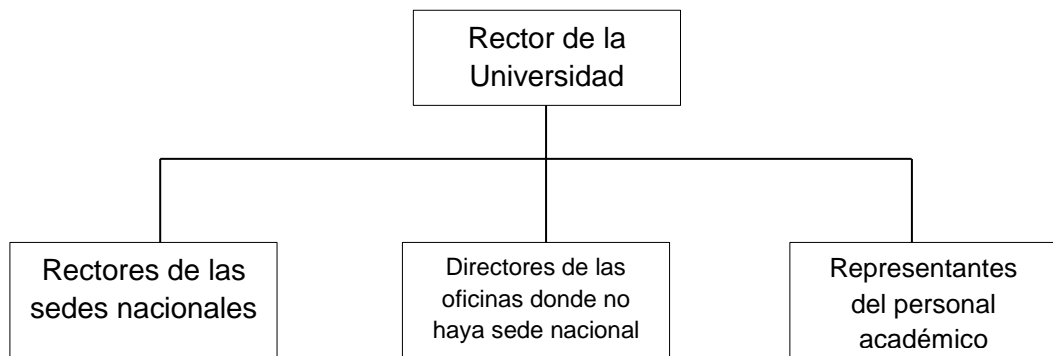 Rector de la
Universidad
Rectores de las
sedes nacionales
Directores de las
oficinas donde no
haya sede nacional
Representantes
del personal
académico